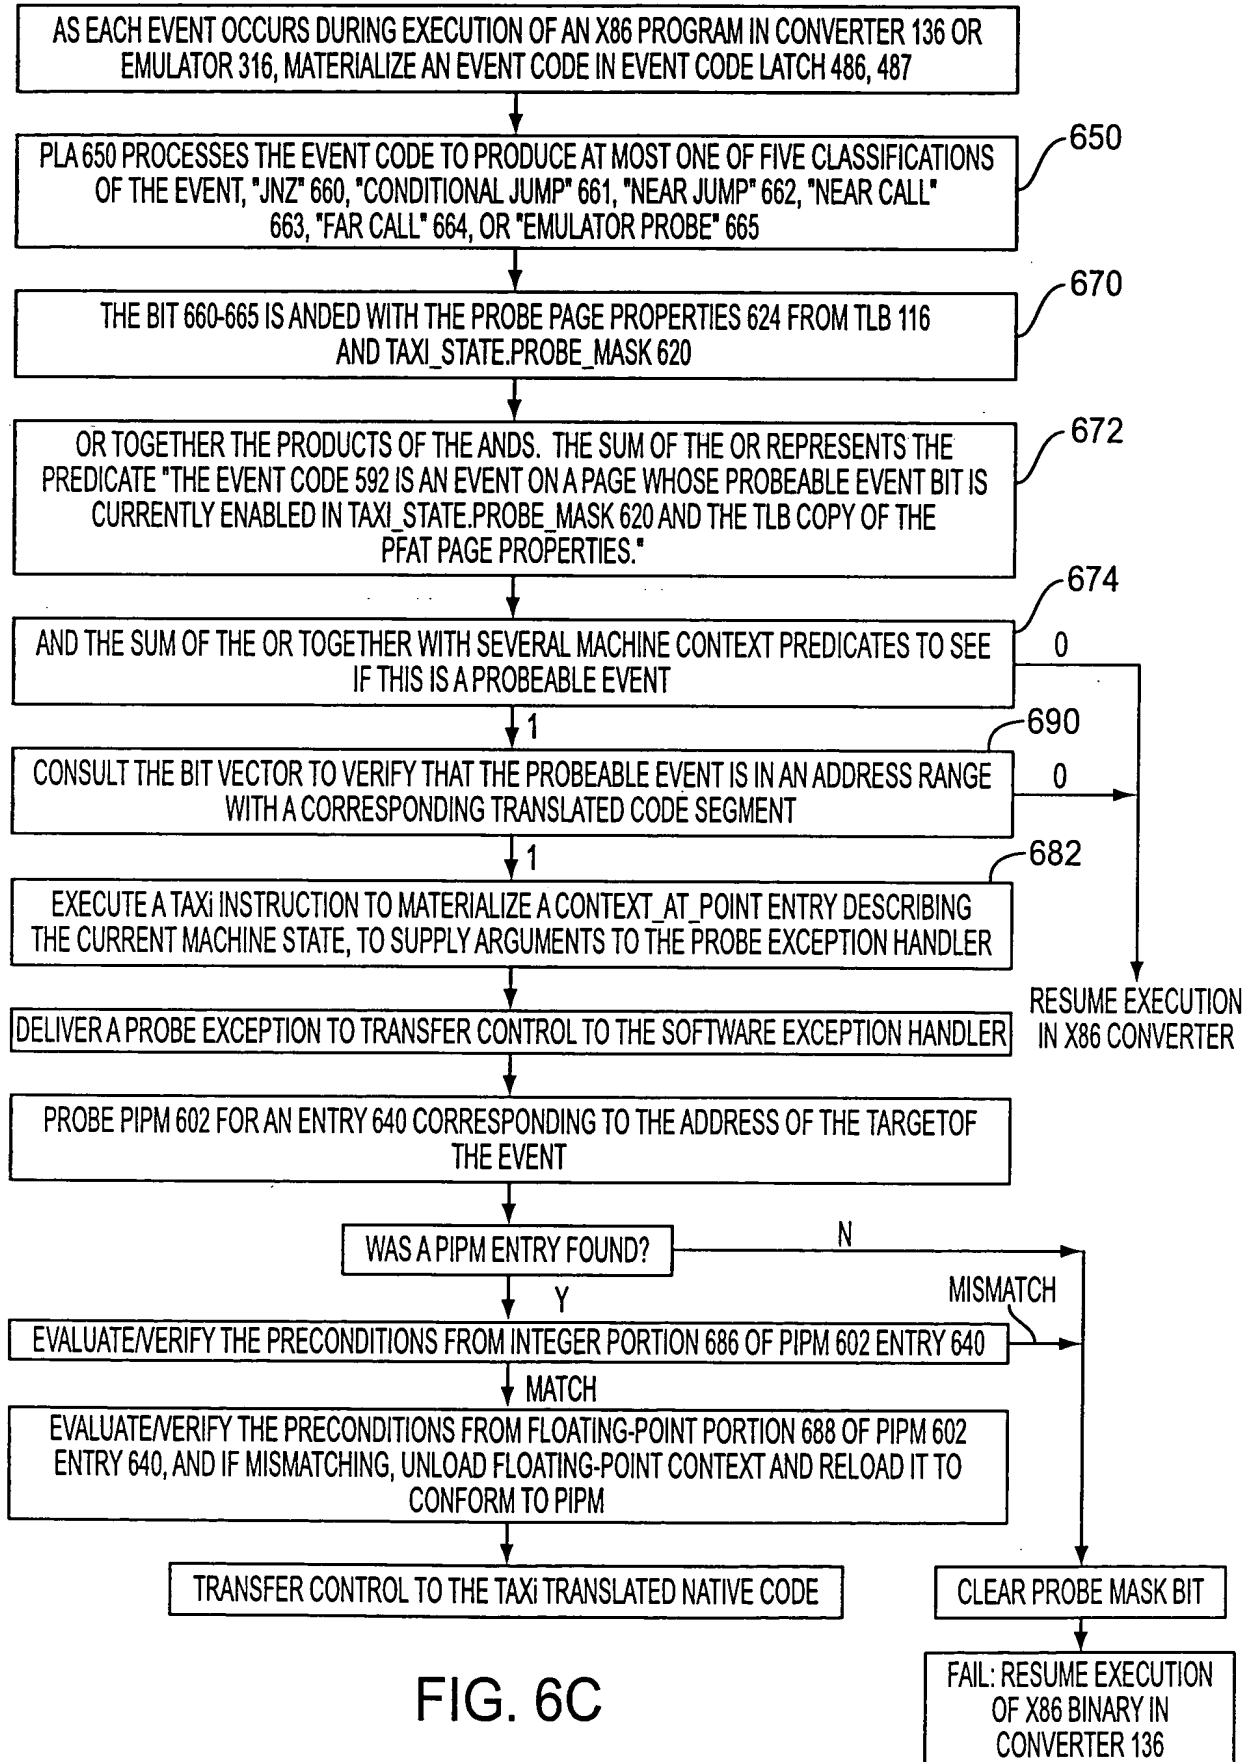 AS EACH EVENT OCCURS DURING EXECUTION OF AN X86 PROGRAM IN CONVERTER 136 OR
EMULATOR 316, MATERIALIZE AN EVENT CODE IN EVENT CODE LATCH 486, 487
650
PLA 650 PROCESSES THE EVENT CODE TO PRODUCE AT MOST ONE OF FIVE CLASSIFICATIONS
OF THE EVENT, "JNZ" 660, "CONDITIONAL JUMP" 661, "NEAR JUMP" 662, "NEAR CALL"
663, "FAR CALL" 664, OR "EMULATOR PROBE" 665
670
THE BIT 660-665 IS ANDED WITH THE PROBE PAGE PROPERTIES 624 FROM TLB 116
AND TAXI_STATE.PROBE_MASK 620
672
OR TOGETHER THE PRODUCTS OF THE ANDS. THE SUM OF THE OR REPRESENTS THE
PREDICATE "THE EVENT CODE 592 IS AN EVENT ON A PAGE WHOSE PROBEABLE EVENT BIT IS
CURRENTLY ENABLED IN TAXI_STATE.PROBE_MASK 620 AND THE TLB COPY OF THE
PFAT PAGE PROPERTIES."
674
AND THE SUM OF THE OR TOGETHER WITH SEVERAL MACHINE CONTEXT PREDICATES TO SEE
IF THIS IS A PROBEABLE EVENT
0
1
690
CONSULT THE BIT VECTOR TO VERIFY THAT THE PROBEABLE EVENT IS IN AN ADDRESS RANGE
WITH A CORRESPONDING TRANSLATED CODE SEGMENT
0
1
682
EXECUTE A TAXi INSTRUCTION TO MATERIALIZE A CONTEXT_AT_POINT ENTRY DESCRIBING
THE CURRENT MACHINE STATE, TO SUPPLY ARGUMENTS TO THE PROBE EXCEPTION HANDLER
RESUME EXECUTION
IN X86 CONVERTER
DELIVER A PROBE EXCEPTION TO TRANSFER CONTROL TO THE SOFTWARE EXCEPTION HANDLER
PROBE PIPM 602 FOR AN ENTRY 640 CORRESPONDING TO THE ADDRESS OF THE TARGETOF
THE EVENT
WAS A PIPM ENTRY FOUND?
N
Y
MISMATCH
EVALUATE/VERIFY THE PRECONDITIONS FROM INTEGER PORTION 686 OF PIPM 602 ENTRY 640
MATCH
EVALUATE/VERIFY THE PRECONDITIONS FROM FLOATING-POINT PORTION 688 OF PIPM 602
ENTRY 640, AND IF MISMATCHING, UNLOAD FLOATING-POINT CONTEXT AND RELOAD IT TO
CONFORM TO PIPM
TRANSFER CONTROL TO THE TAXi TRANSLATED NATIVE CODE
CLEAR PROBE MASK BIT
FAIL: RESUME EXECUTION
OF X86 BINARY IN
CONVERTER 136
FIG. 6C